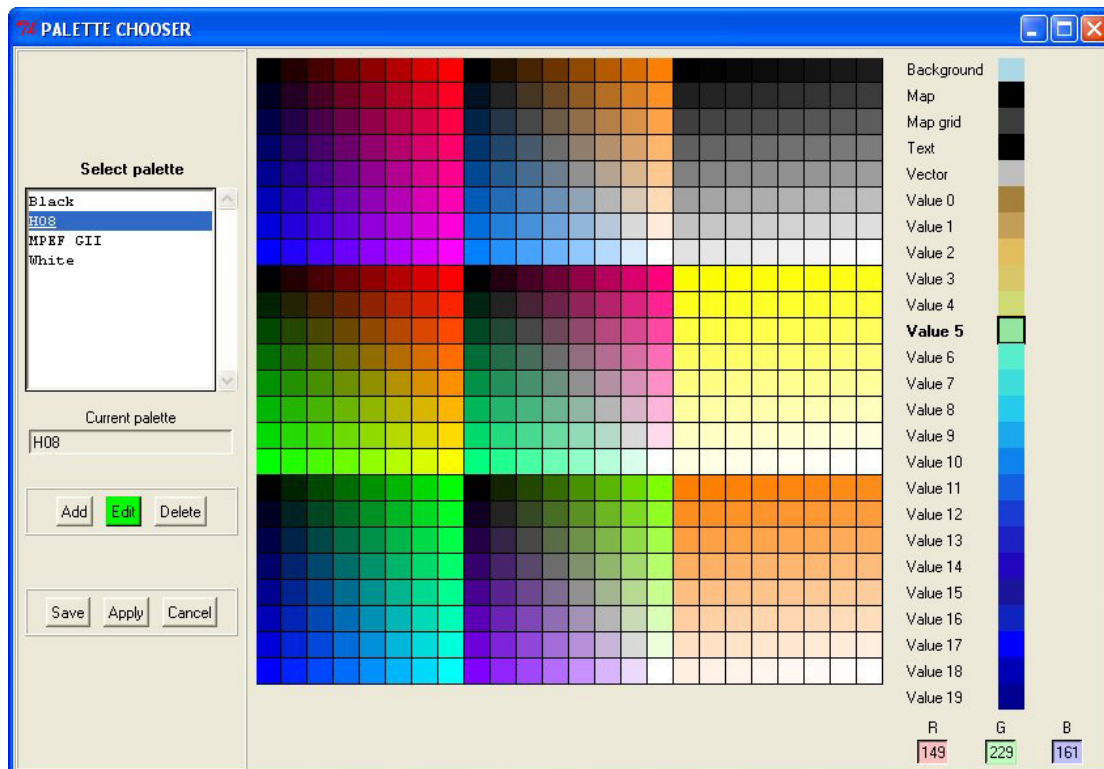 PALETTE CHOOSER
Select palette
Black
H08
MPEF GII
White
Current palette
H08
Add Edit Delete
Save Apply Cancel
Background
Map
Map grid
Text
Vector
Value 0
Value 1
Value 2
Value 3
Value 4
Value 5
Value 6
Value 7
Value 8
Value 9
Value 10
Value 11
Value 12
Value 13
Value 14
Value 15
Value 16
Value 17
Value 18
Value 19
R G B
149 229 161